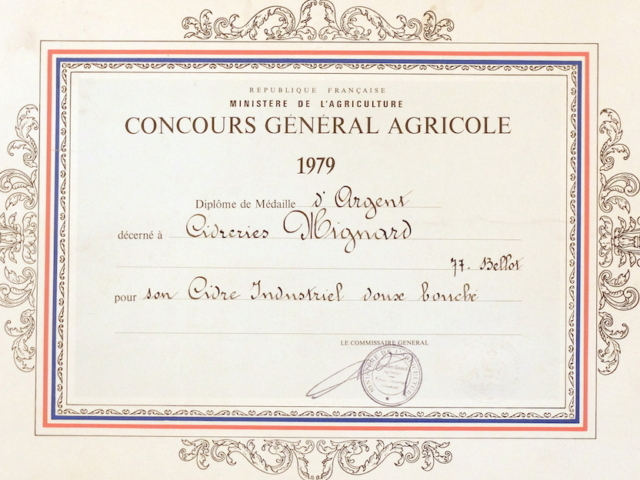 REPUBLIQUE FRANÇAISE
MINISTERE DE L'AGRICULTURE
CONCOURS GÉNÉRAL AGRICOLE
1979
Diplôme de Médaille d'Argent
décerné à Cidreries Mignard
77. Bellot
pour son Cidre Industriel doux bouché
LE COMMISSAIRE GENERAL